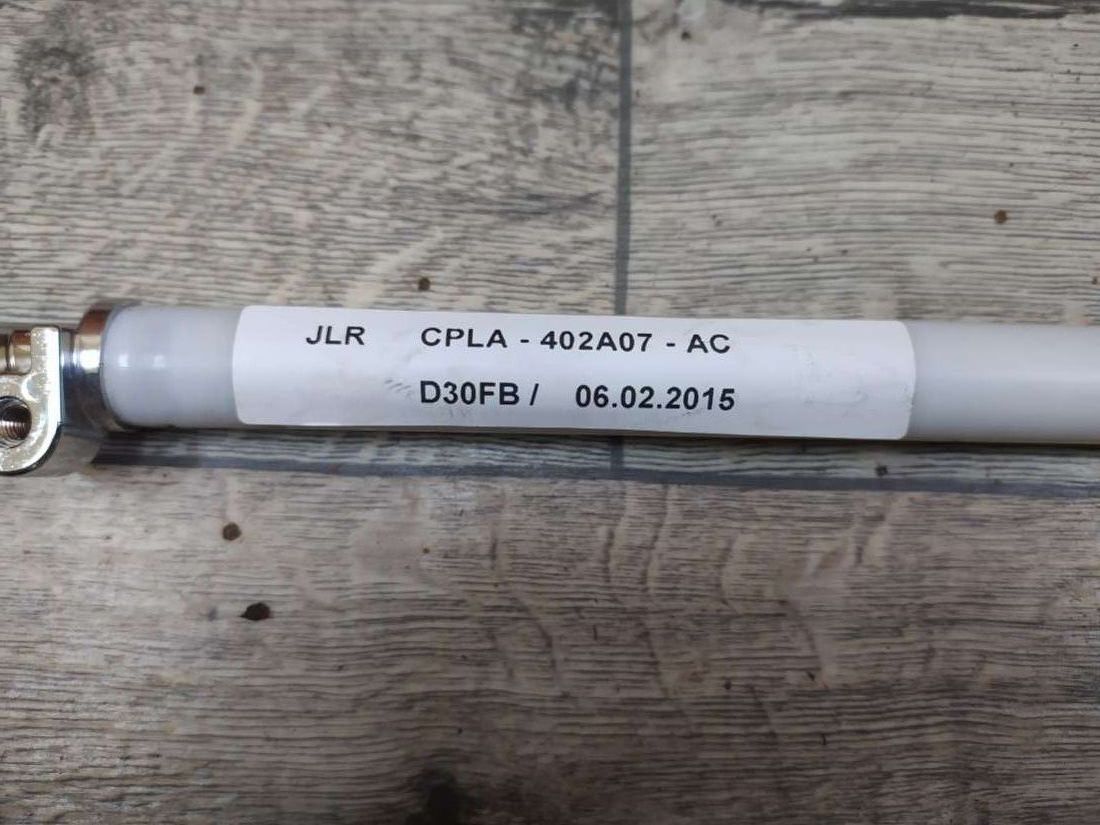 JLR CPLA - 402A07 - AC
D30FB / 06.02.2015